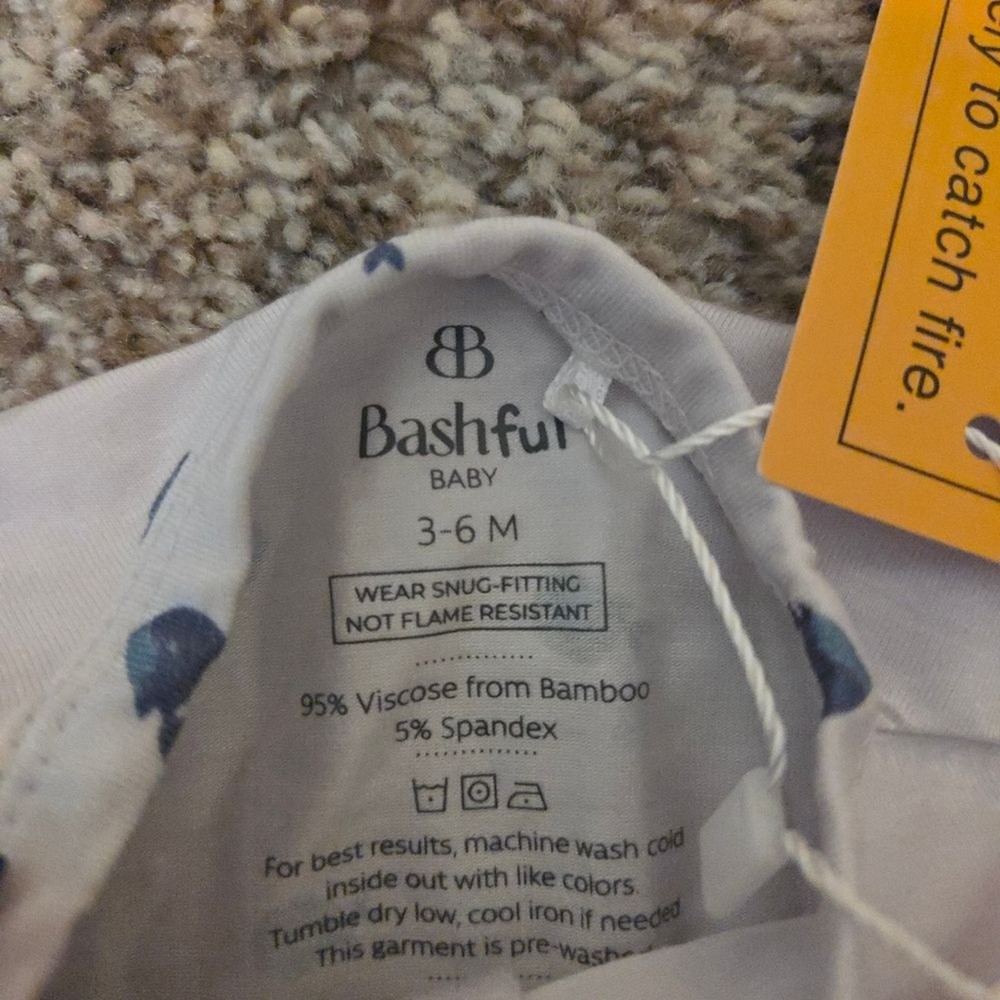 BB
Bashful
BABY
3-6 M
WEAR SNUG-FITTING
NOT FLAME RESISTANT
95% Viscose from Bamboo
5% Spandex
For best results, machine wash cold
inside out with like colors.
Tumble dry low, cool iron if needed
This garment is pre-washe
to catch fire.